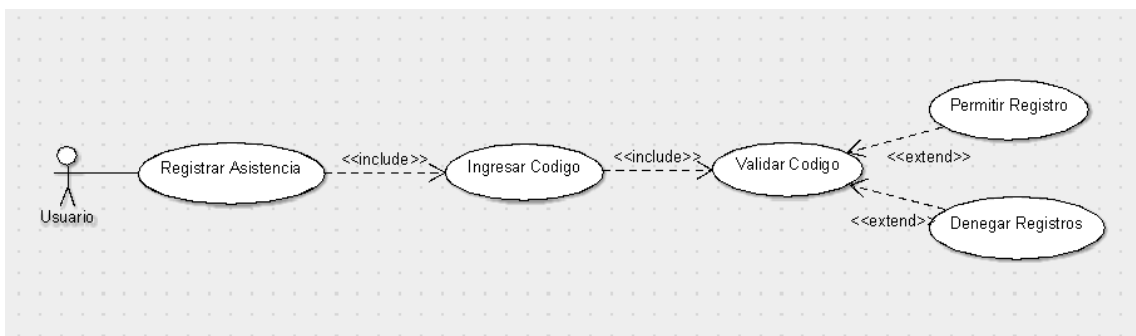 Usuario
Registrar Asistencia
<<include>>
Ingresar Codigo
<<include>>
Validar Codigo
Permitir Registro
<<extend>>
<<extend>>
Denegar Registros